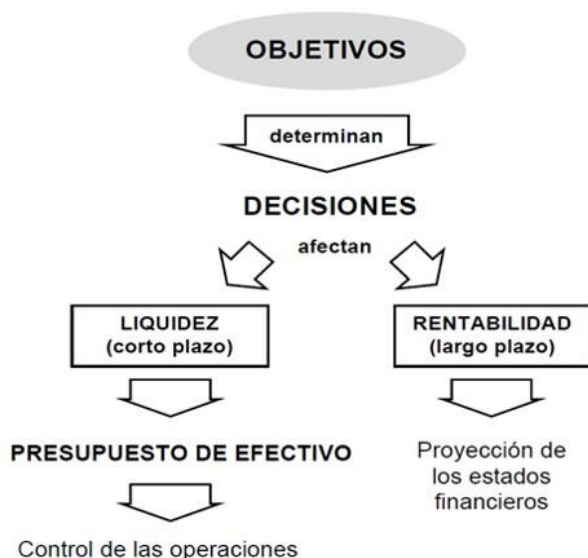 OBJETIVOS
determinan
DECISIONES
afectan
LIQUIDEZ
(corto plazo)
RENTABILIDAD
(largo plazo)
PRESUPUESTO DE EFECTIVO
Proyección de
los estados
financieros
Control de las operaciones